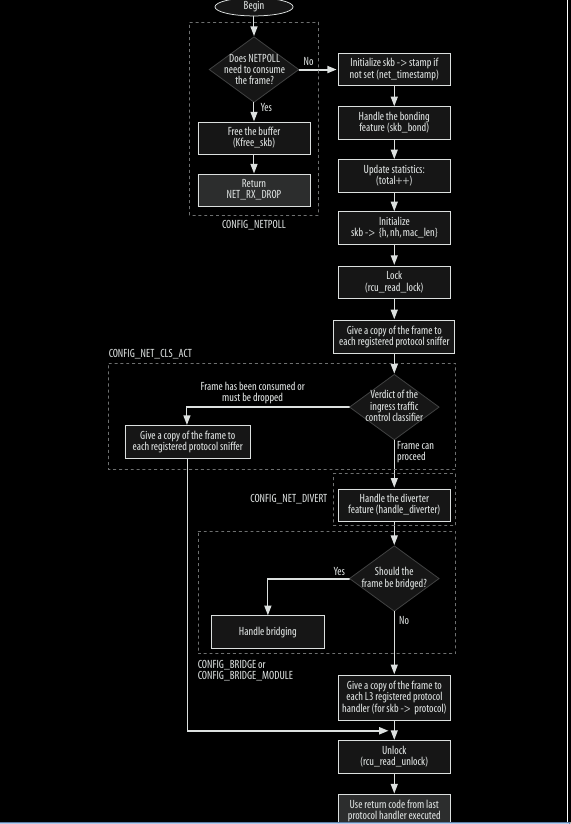 Begin
Does NETPOLL
need to consume
the frame?
No
Yes
Free the buffer
(Kfree_skb)
Return
NET_RX_DROP
CONFIG_NETPOLL
Initialize skb -> stamp if
not set (net_timestamp)
Handle the bonding
feature (skb_bond)
Update statistics:
(total++)
Initialize
skb -> {h, nh, mac_len}
Lock
(rcu_read_lock)
Give a copy of the frame to
each registered protocol sniffer
CONFIG_NET_CLS_ACT
Frame has been consumed or
must be dropped
Verdict of the
ingress traffic
control classifier
Give a copy of the frame to
each registered protocol sniffer
Frame can
proceed
CONFIG_NET_DIVERT
Handle the diverter
feature (handle_diverter)
Yes
Should the
frame be bridged?
No
Handle bridging
CONFIG_BRIDGE or
CONFIG_BRIDGE_MODULE
Give a copy of the frame to
each L3 registered protocol
handler (for skb -> protocol)
Unlock
(rcu_read_unlock)
Use return code from last
protocol handler executed